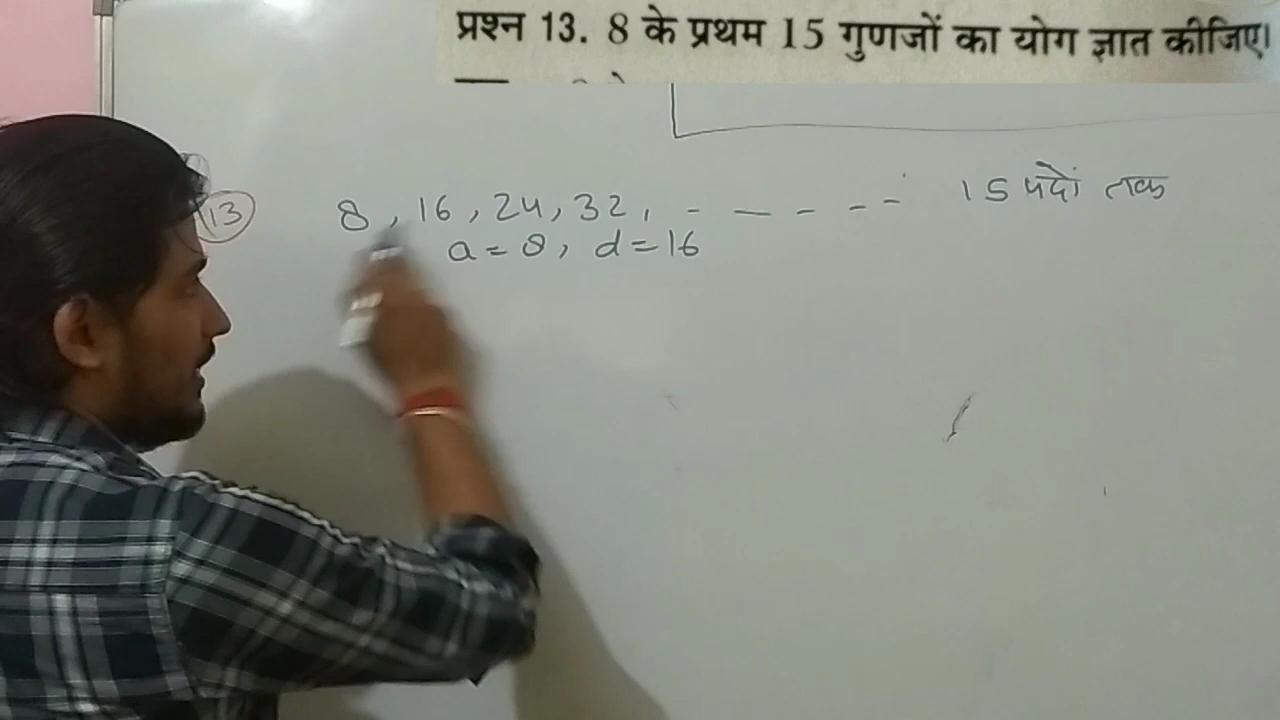 प्रश्न 13. 8 के प्रथम 15 गुणजों का योग ज्ञात कीजिए।
13 8, 16, 24, 32, - - - - - 15 पदों तक
a = 8, d = 16